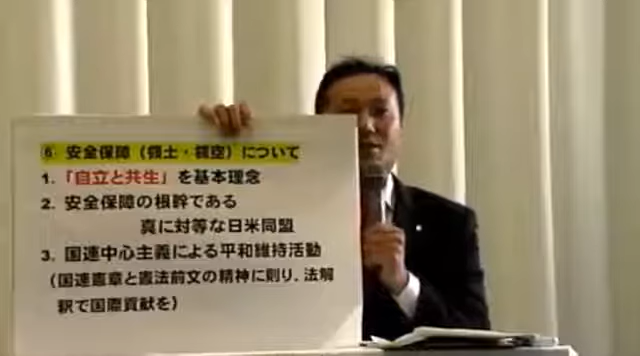 ⑥ 安全保障（領土・領空）について
1. 「自立と共生」を基本理念
2. 安全保障の根幹である
真に対等な日米同盟
3. 国連中心主義による平和維持活動
（国連憲章と憲法前文の精神に則り、法解
釈で国際貢献を）